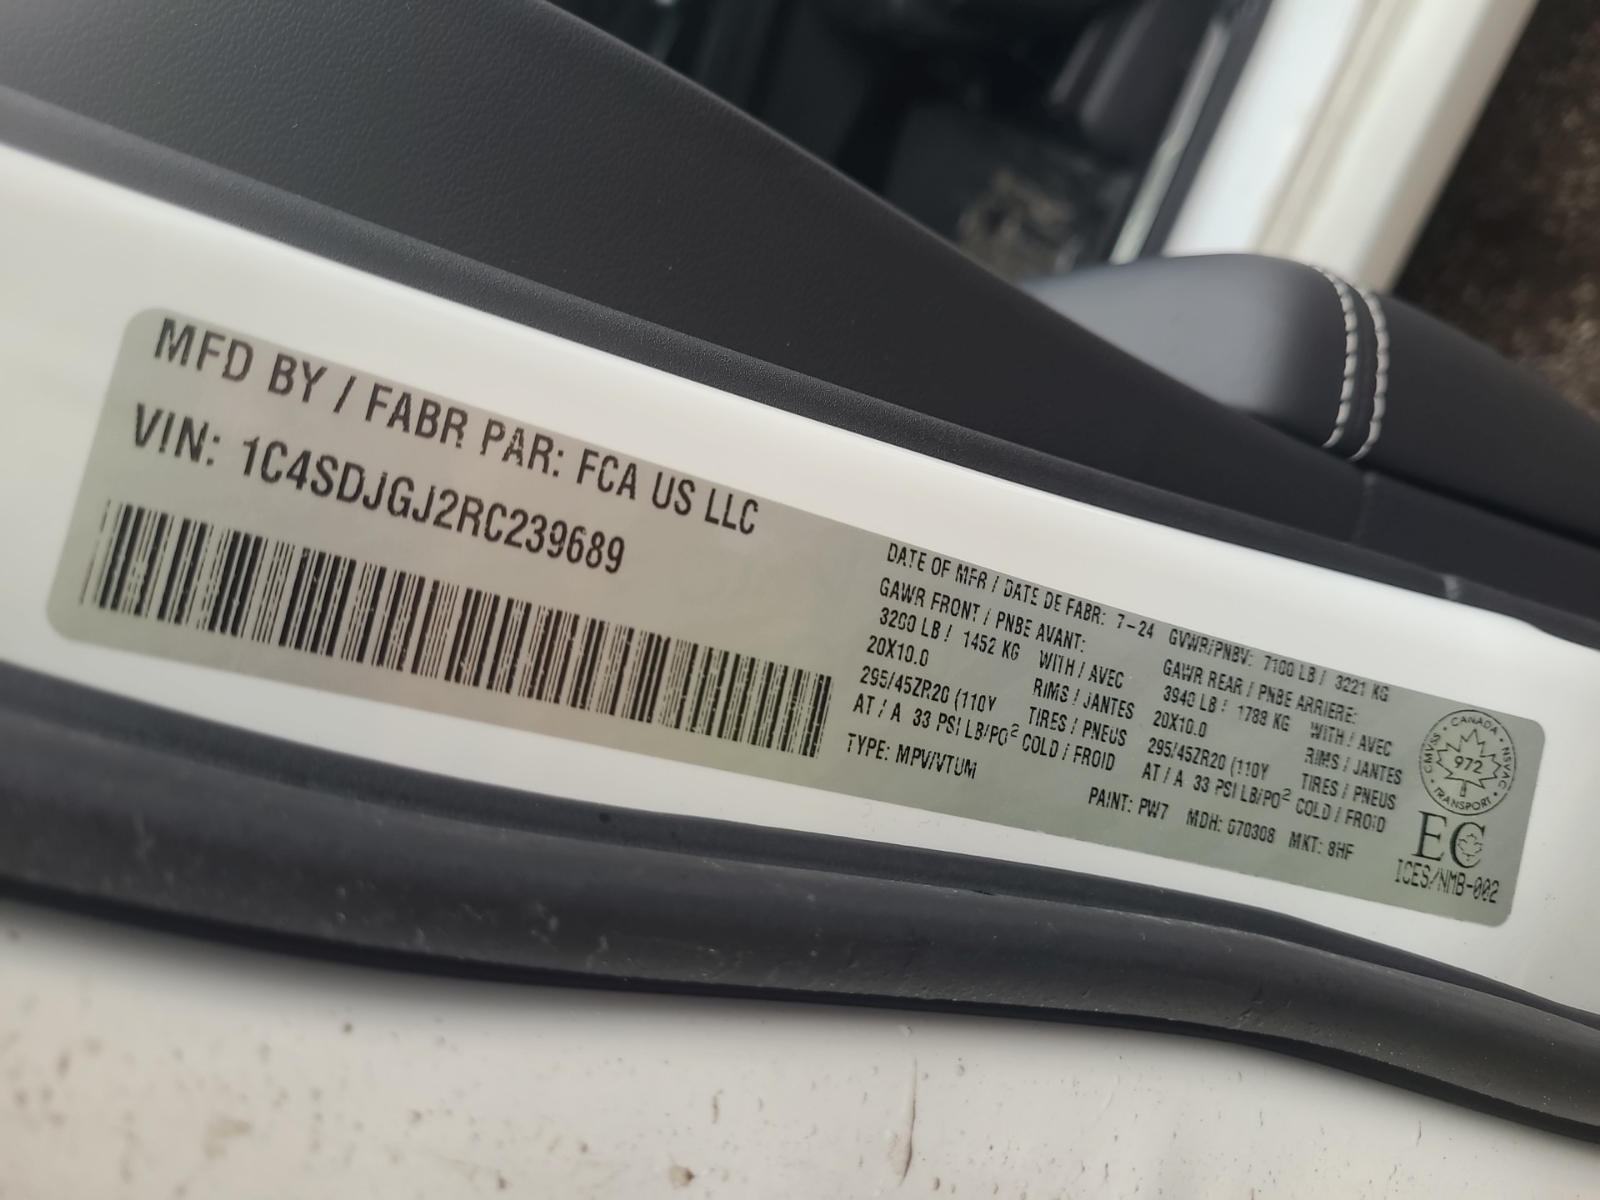 MFD BY / FABR PAR: FCA US LLC
VIN: 1C4SDJGJ2RC239689
DATE OF MFR / DATE DE FABR: 7-24 GVWR/PNBV: 7100 LB / 3221 KG
GAWR FRONT / PNBE AVANT: GAWR REAR / PNBE ARRIERE:
3200 LB / 1452 KG WITH / AVEC 3940 LB / 1788 KG WITH / AVEC
20X10.0 RIMS / JANTES 20X10.0 RIMS / JANTES
295/45ZR20 (110Y TIRES / PNEUS 295/45ZR20 (110Y TIRES / PNEUS
AT / A 33 PSI LB/PO² COLD / FROID AT / A 33 PSI LB/PO² COLD / FROID
TYPE: MPV/VTUM PAINT: PW7 MDH: 070308 MKT: 8HF
CANADA
CMVSS 972 NSVAC
TRANSPORT
EC
ICES/NMB-002